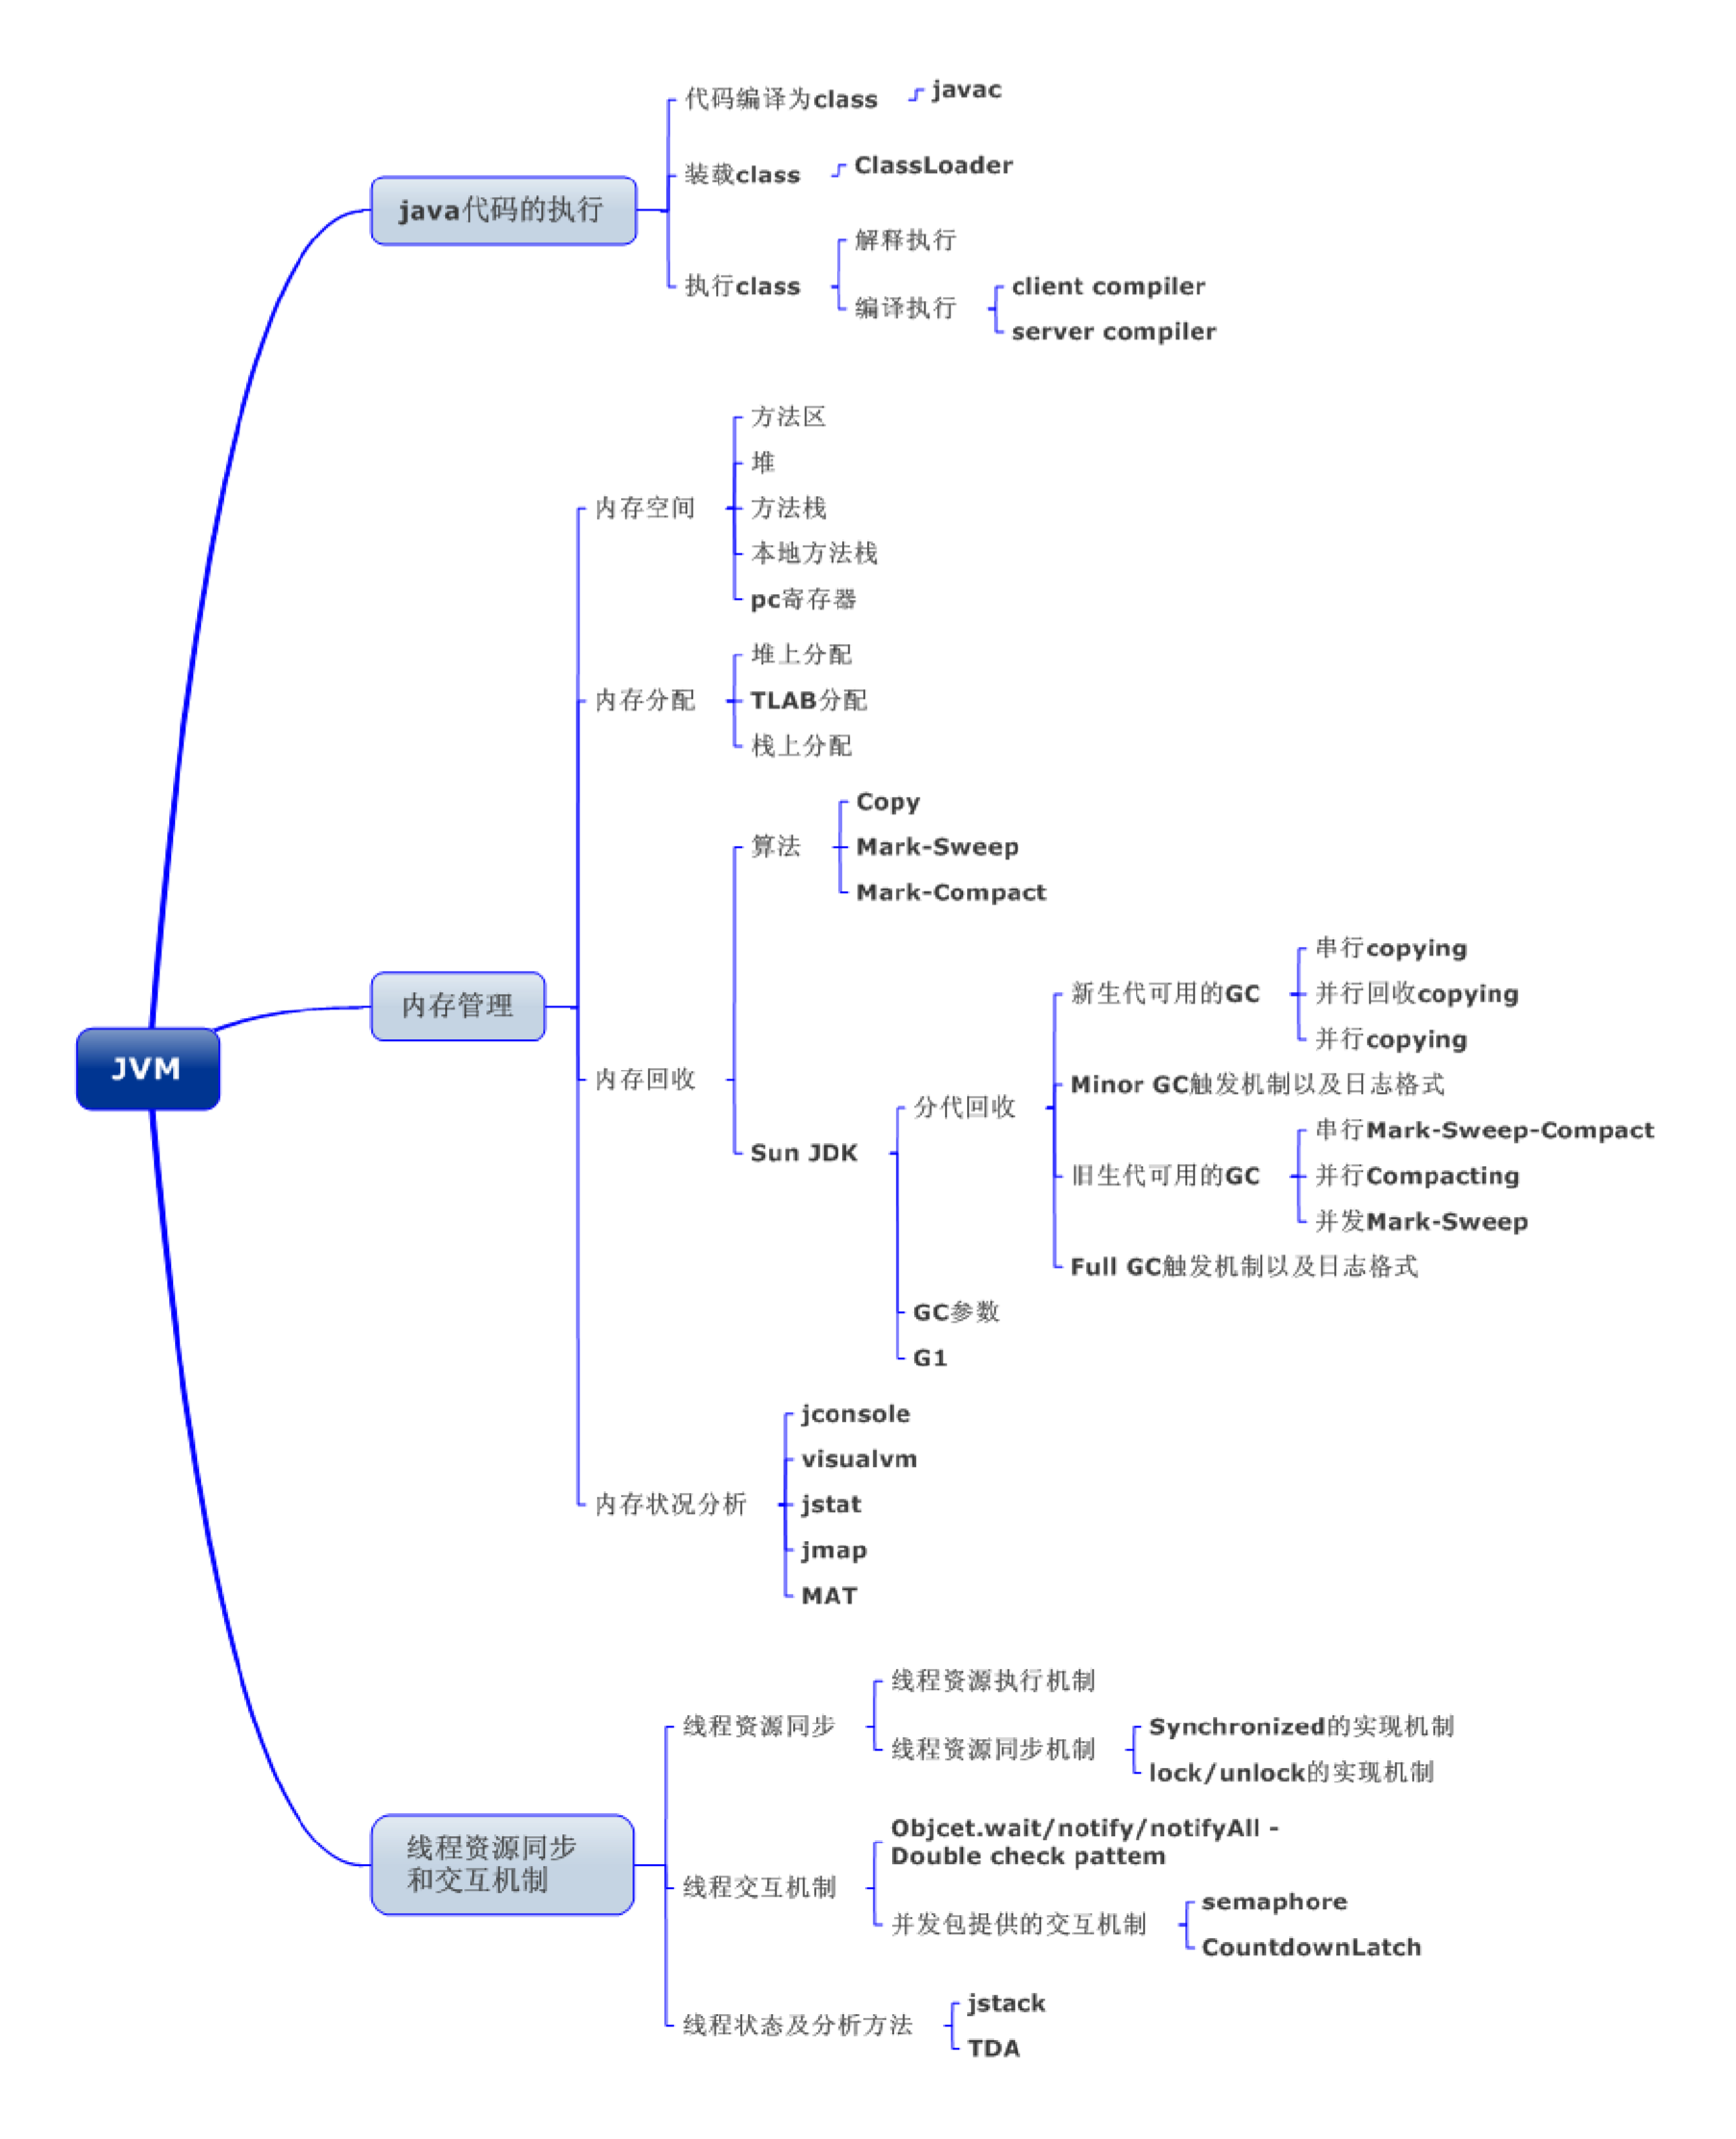 代码编译为class
javac
装载class
ClassLoader
java代码的执行
解释执行
执行class
client compiler
编译执行
server compiler
方法区
堆
内存空间
方法栈
本地方法栈
pc寄存器
堆上分配
内存分配
TLAB分配
栈上分配
Copy
算法
Mark-Sweep
Mark-Compact
串行copying
新生代可用的GC
并行回收copying
内存管理
并行copying
JVM
内存回收
Minor GC触发机制以及日志格式
分代回收
串行Mark-Sweep-Compact
Sun JDK
旧生代可用的GC
并行Compacting
并发Mark-Sweep
Full GC触发机制以及日志格式
GC参数
G1
jconsole
visualvm
内存状况分析
jstat
jmap
MAT
线程资源执行机制
线程资源同步
Synchronized的实现机制
线程资源同步机制
lock/unlock的实现机制
Objcet.wait/notify/notifyAll -
Double check pattem
线程资源同步
和交互机制
线程交互机制
semaphore
并发包提供的交互机制
CountdownLatch
jstack
线程状态及分析方法
TDA